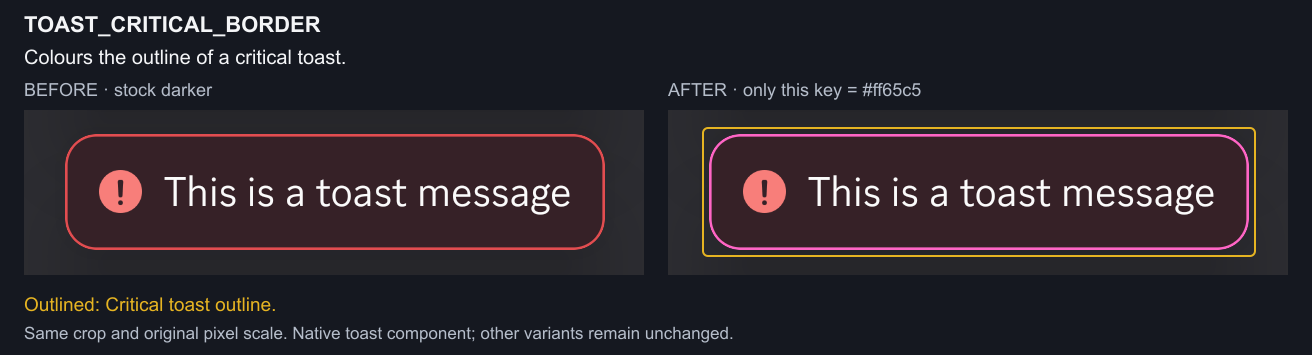 TOAST_CRITICAL_BORDER
Colours the outline of a critical toast.
BEFORE · stock darker
AFTER · only this key = #ff65c5
This is a toast message
This is a toast message
Outlined: Critical toast outline.
Same crop and original pixel scale. Native toast component; other variants remain unchanged.